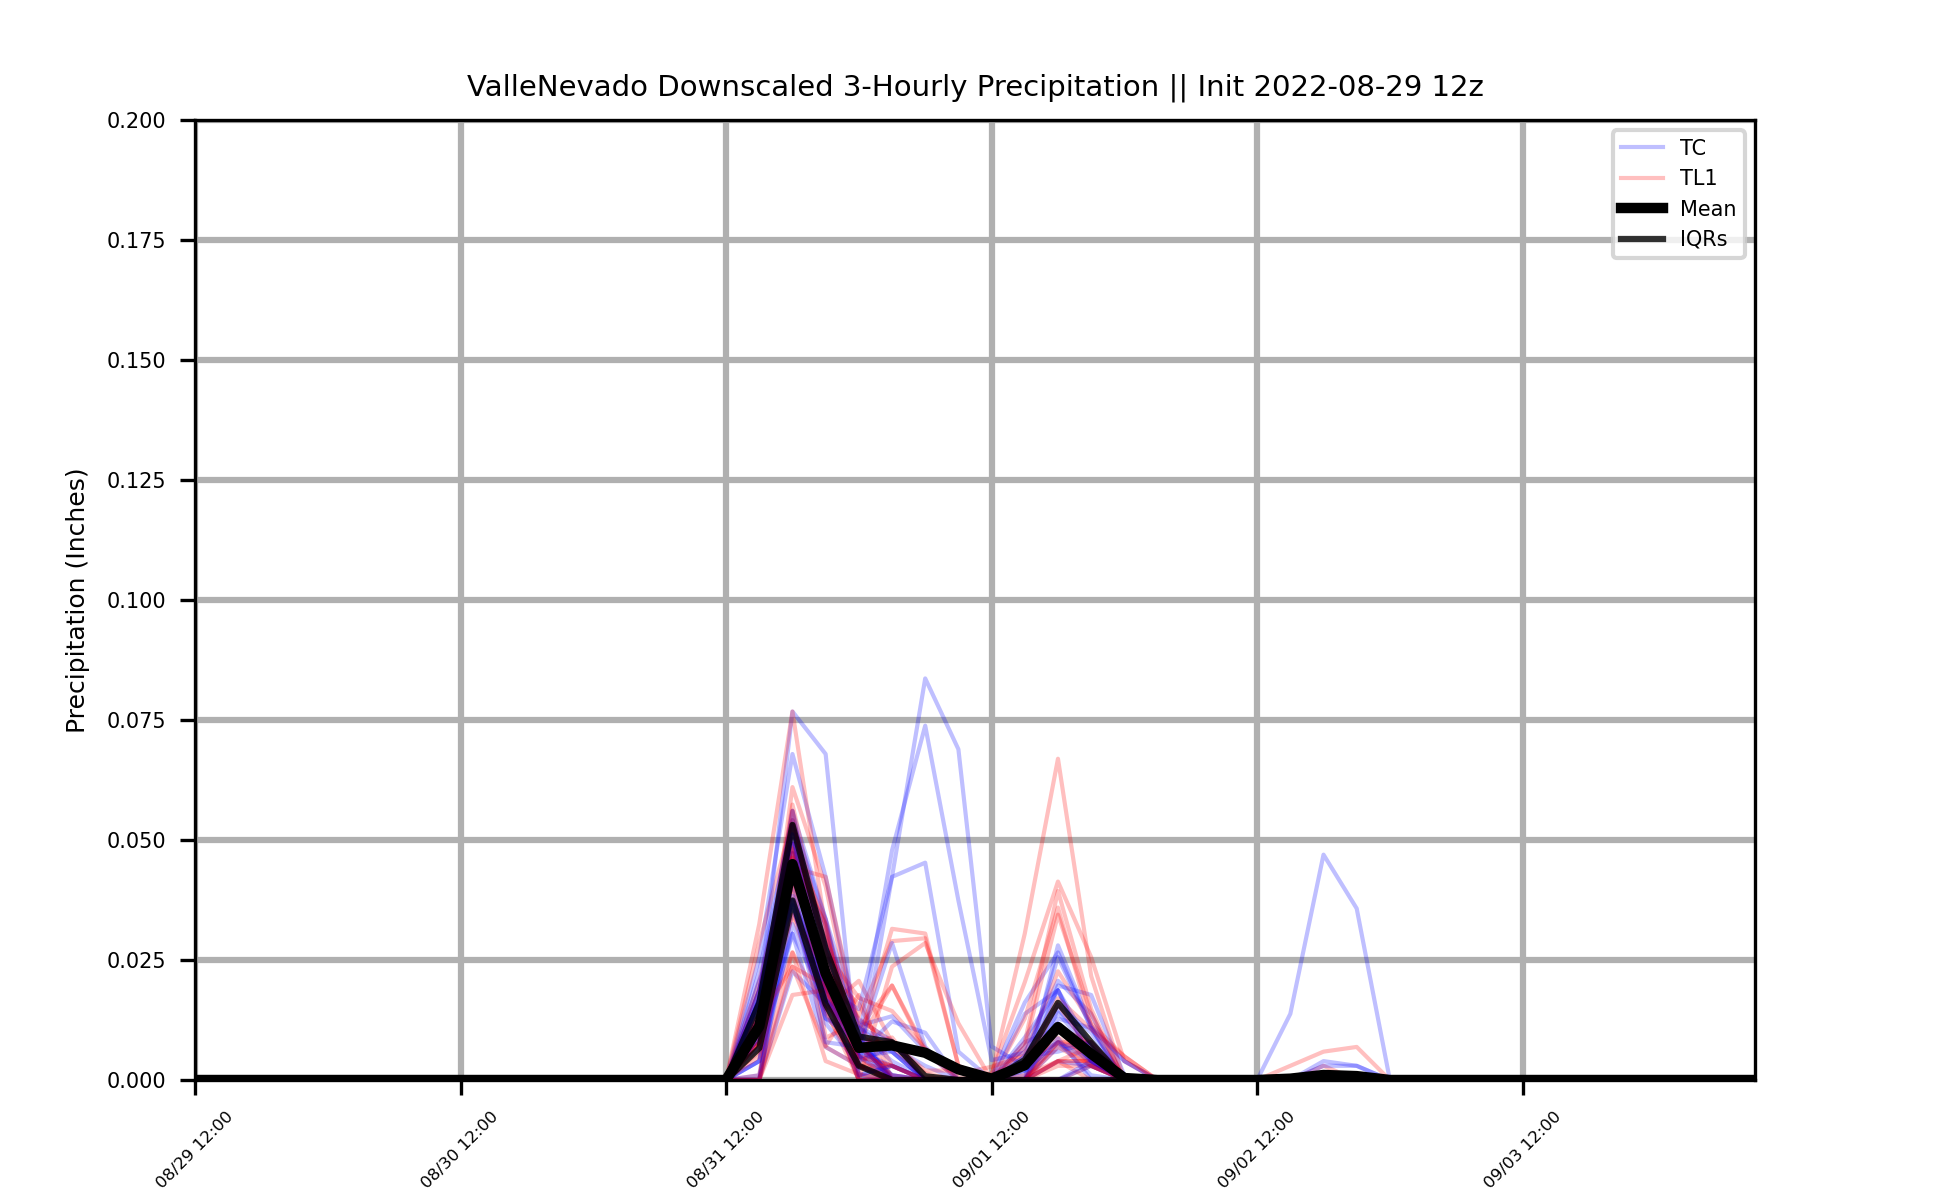 ValleNevado Downscaled 3-Hourly Precipitation || Init 2022-08-29 12z
Precipitation (Inches)
0.200
0.175
0.150
0.125
0.100
0.075
0.050
0.025
0.000
TC
TL1
Mean
IQRs
08/29 12:00
08/30 12:00
08/31 12:00
09/01 12:00
09/02 12:00
09/03 12:00